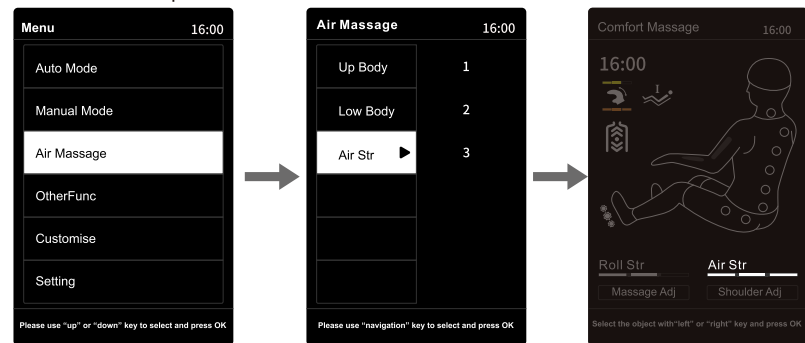 Menu 16:00
Auto Mode
Manual Mode
Air Massage
OtherFunc
Customise
Setting
Please use “up” or “down” key to select and press OK
Air Massage 16:00
Up Body 1
Low Body 2
Air Str 3
Please use “navigation” key to select and press OK
Comfort Massage 16:00
16:00
I
Roll Str Air Str
Massage Adj Shoulder Adj
Select the object with“left” or “right” key and press OK